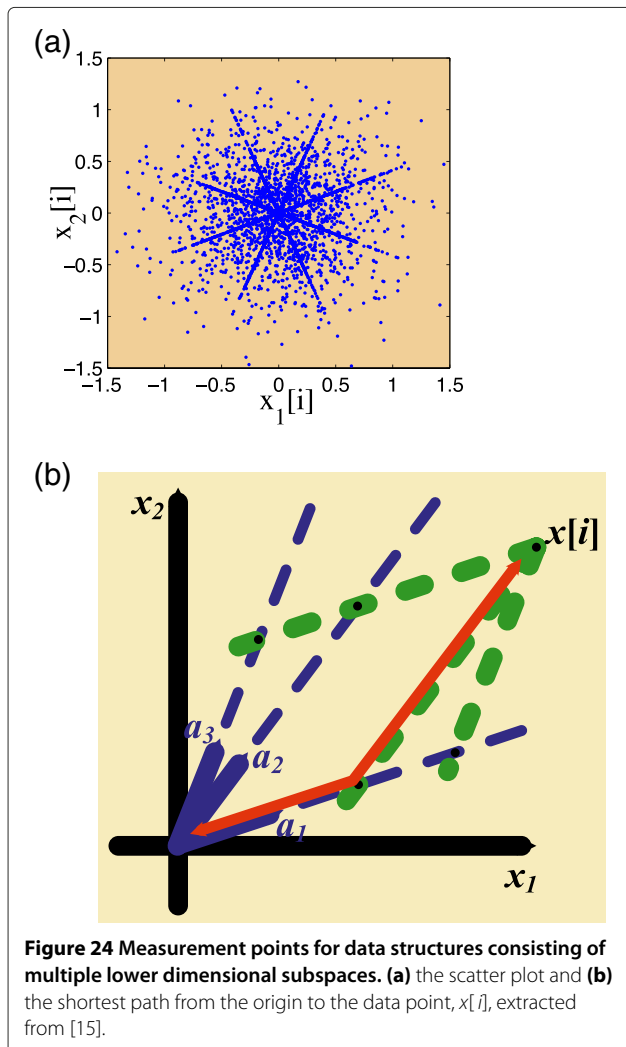 (a)
1.5
1
0.5
0
−0.5
−1
−1.5
x_2[i]
−1.5 −1 −0.5 0 0.5 1 1.5
x_1[i]
(b)
x2
x[i]
a3
a2
a1
x1
Figure 24 Measurement points for data structures consisting of
multiple lower dimensional subspaces. (a) the scatter plot and (b)
the shortest path from the origin to the data point, x[ i], extracted
from [15].